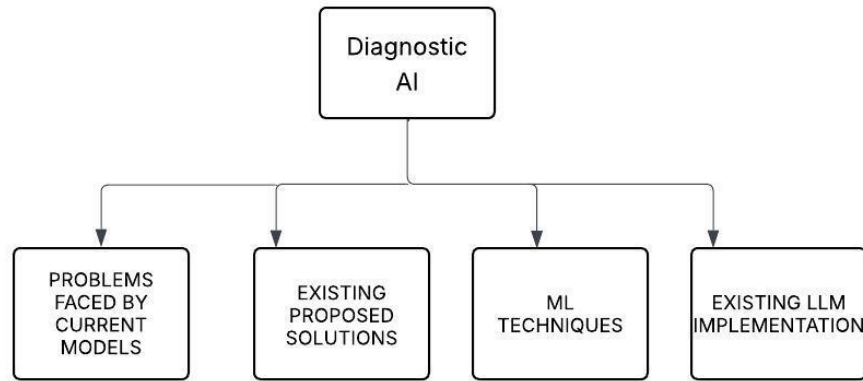 Diagnostic
AI
PROBLEMS
FACED BY
CURRENT
MODELS
EXISTING
PROPOSED
SOLUTIONS
ML
TECHNIQUES
EXISTING LLM
IMPLEMENTATION